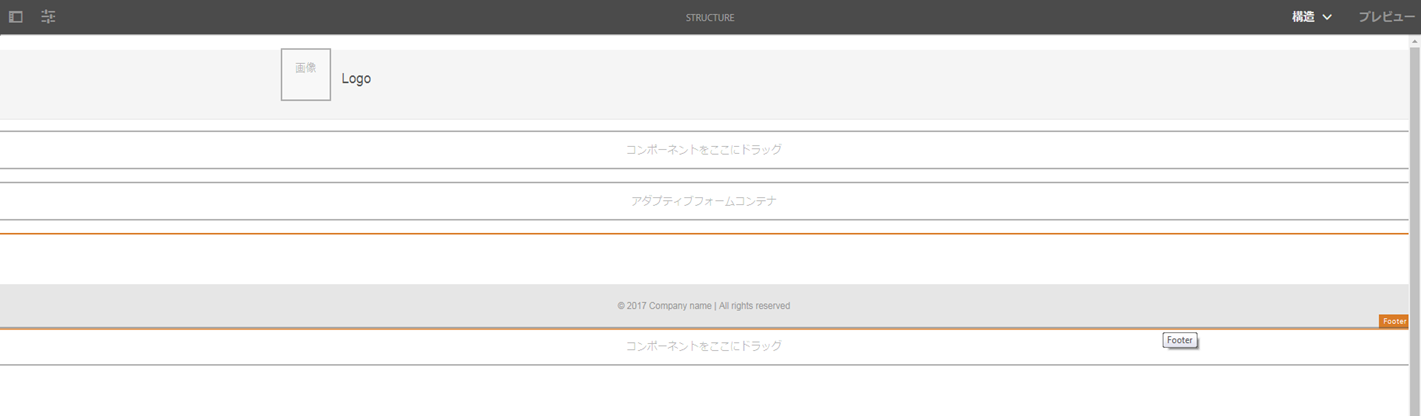 STRUCTURE
構造
プレビュー
画像
Logo
コンポーネントをここにドラッグ
アダプティブフォームコンテナ
© 2017 Company name | All rights reserved
Footer
Footer
コンポーネントをここにドラッグ